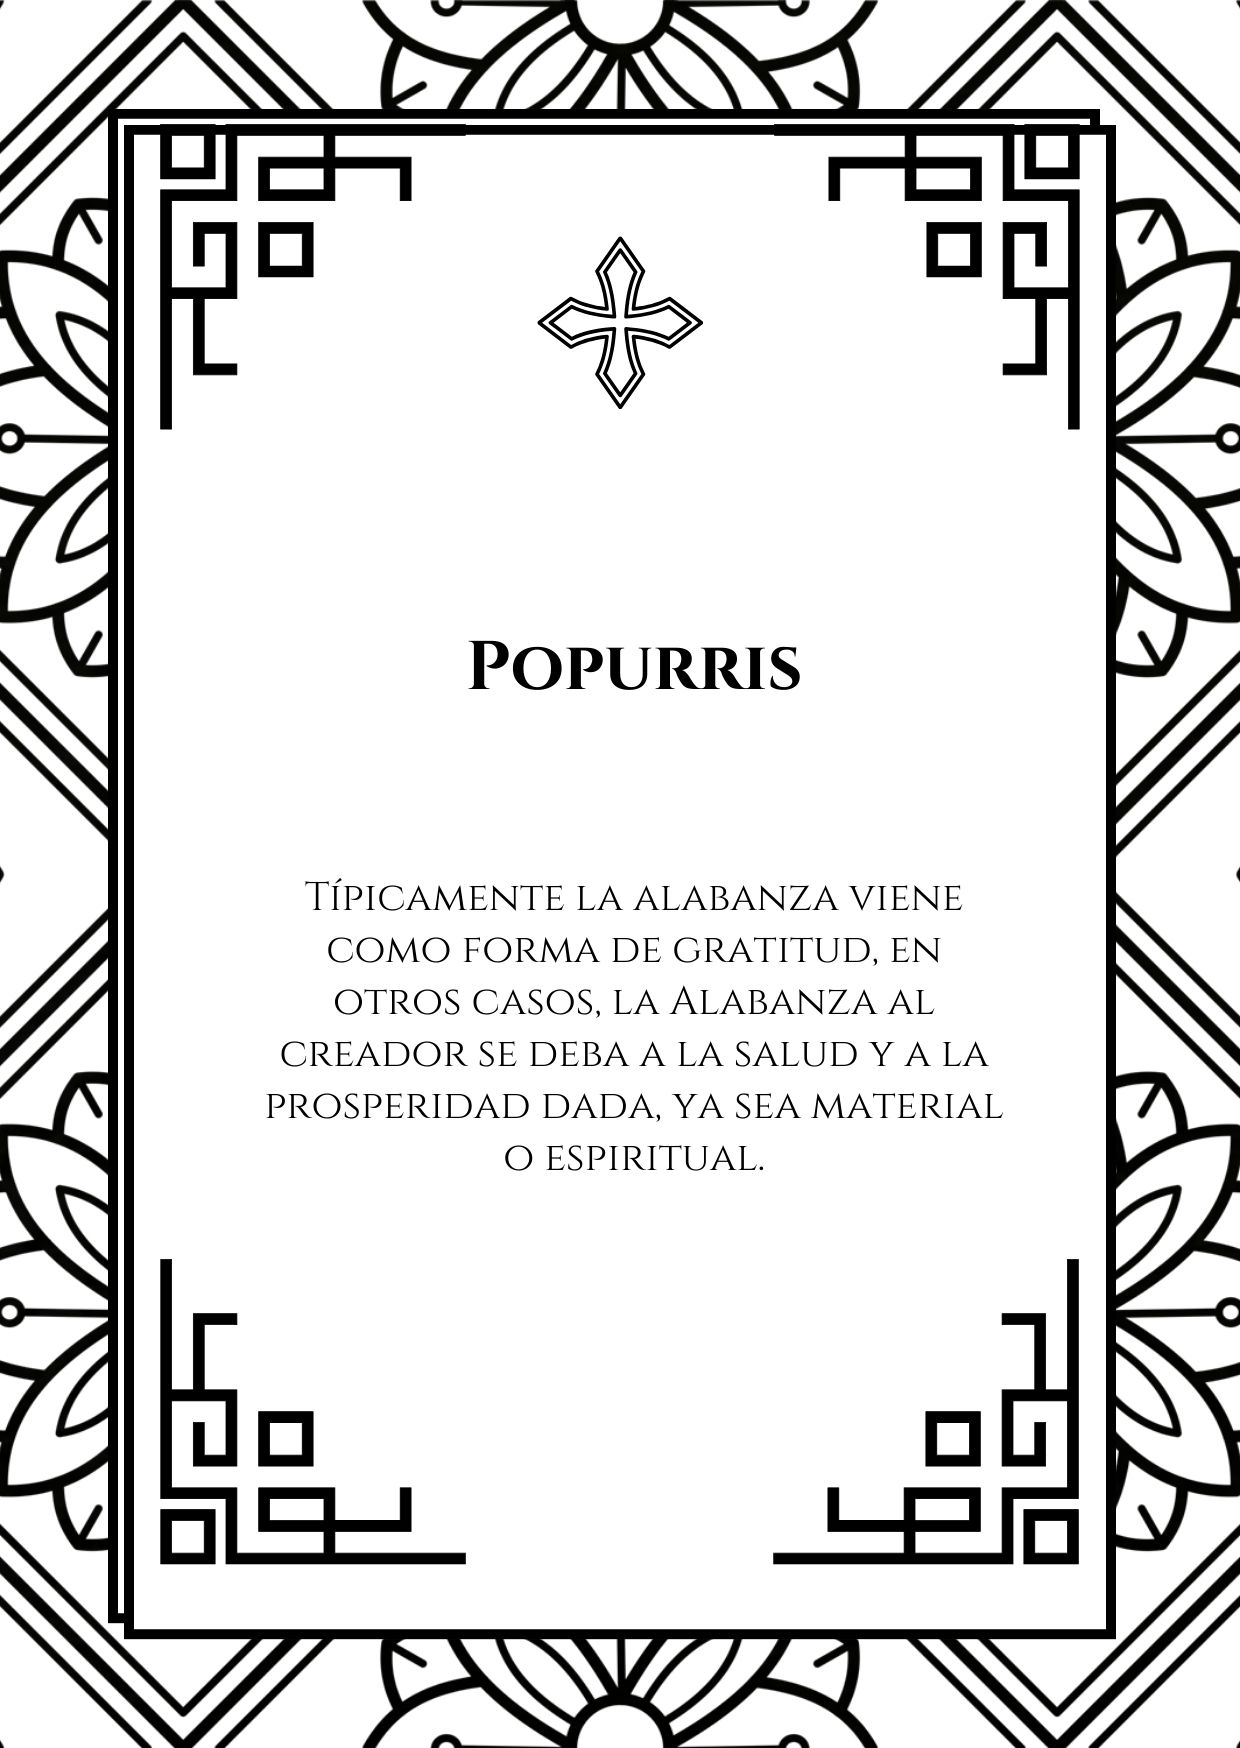 Popurris
Típicamente la alabanza viene
como forma de gratitud, en
otros casos, la Alabanza al
creador se deba a la salud y a la
prosperidad dada, ya sea material
o espiritual.